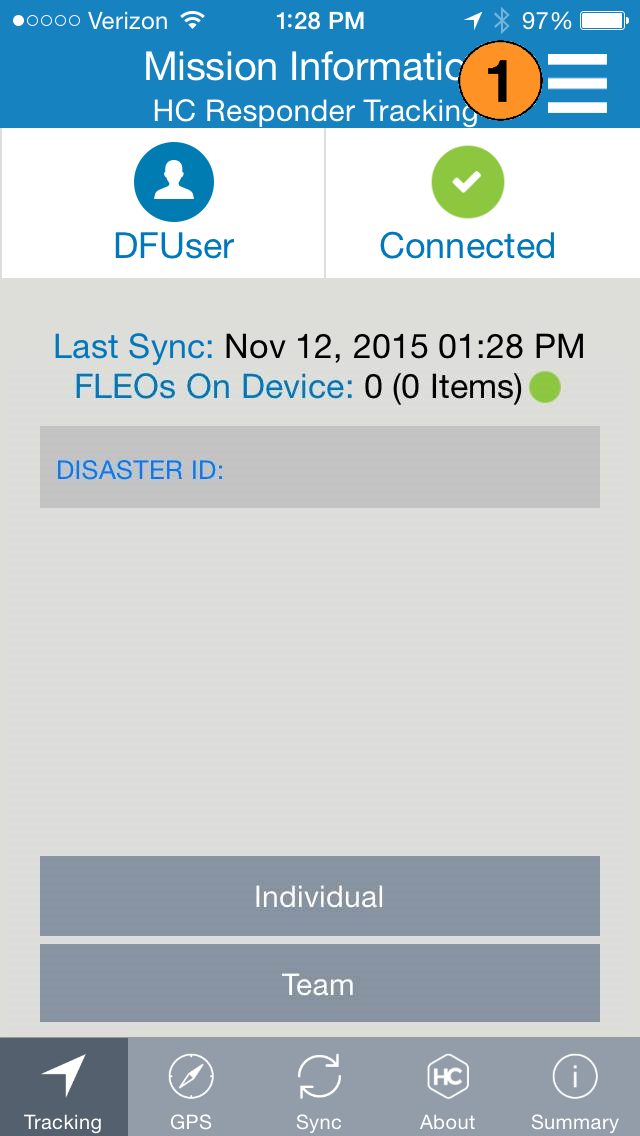 Verizon 1:28 PM 97%
Mission Informatio
1
HC Responder Tracking
DFUser Connected
Last Sync: Nov 12, 2015 01:28 PM
FLEOs On Device: 0 (0 Items)
DISASTER ID:
Individual
Team
HC i
Tracking GPS Sync About Summary